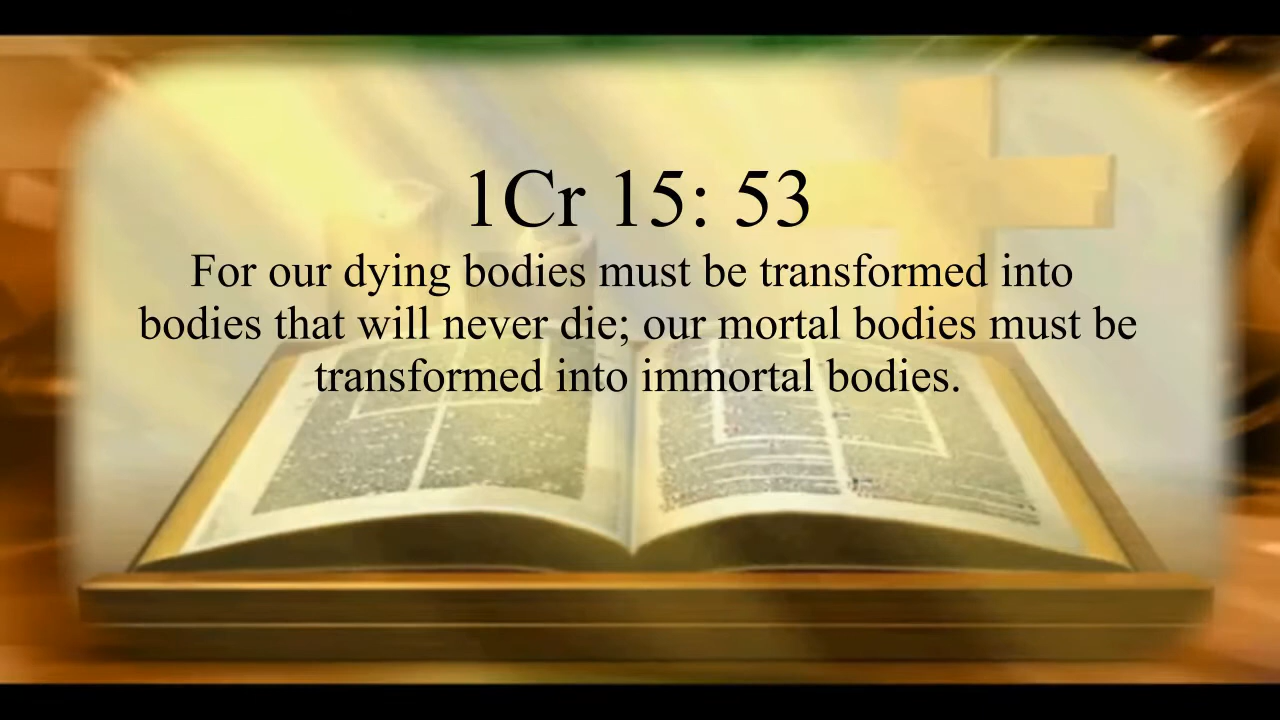 1Cr 15: 53
For our dying bodies must be transformed into
bodies that will never die; our mortal bodies must be
transformed into immortal bodies.